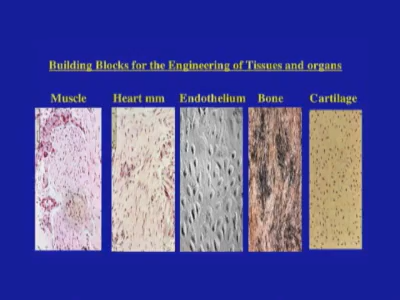 Building Blocks for the Engineering of Tissues and organs
Muscle Heart mm Endothelium Bone Cartilage